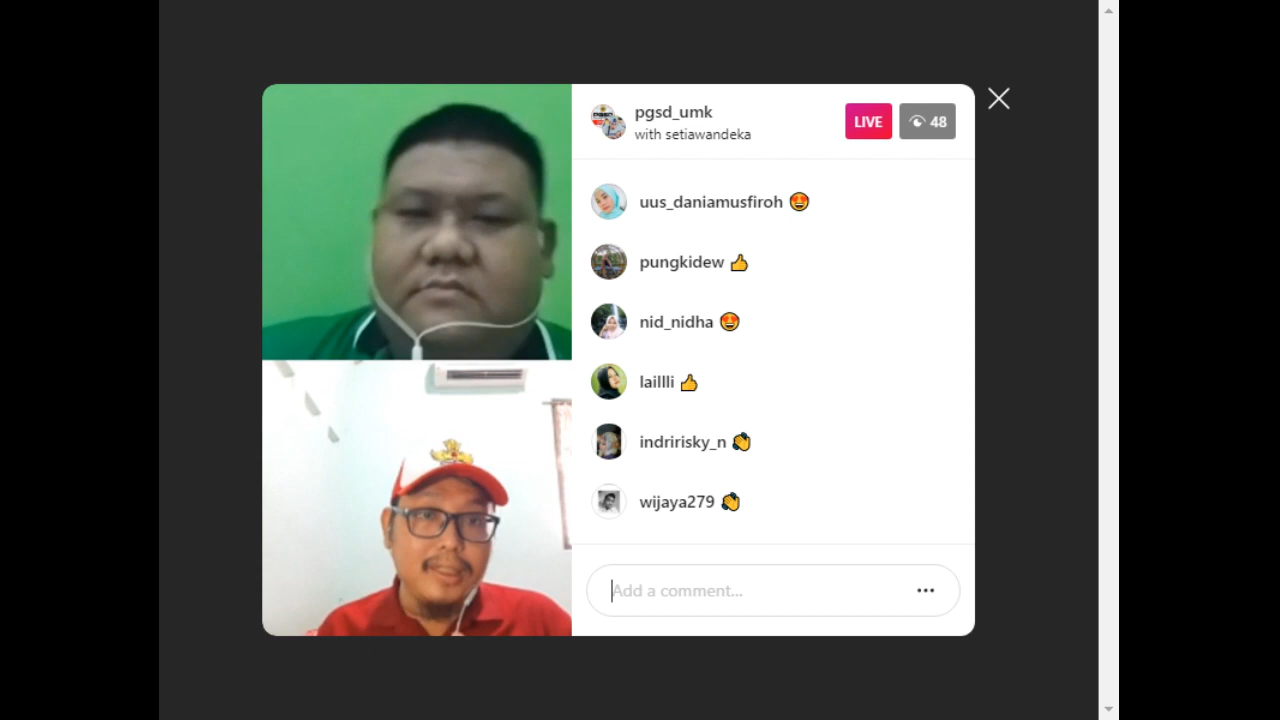 pgsd_umk
with setiawandeka
LIVE
48
uus_daniamusfiroh 🤩
pungkidew 👍
nid_nidha 🤩
laillli 👍
indririsky_n 👏
wijaya279 👏
Add a comment...